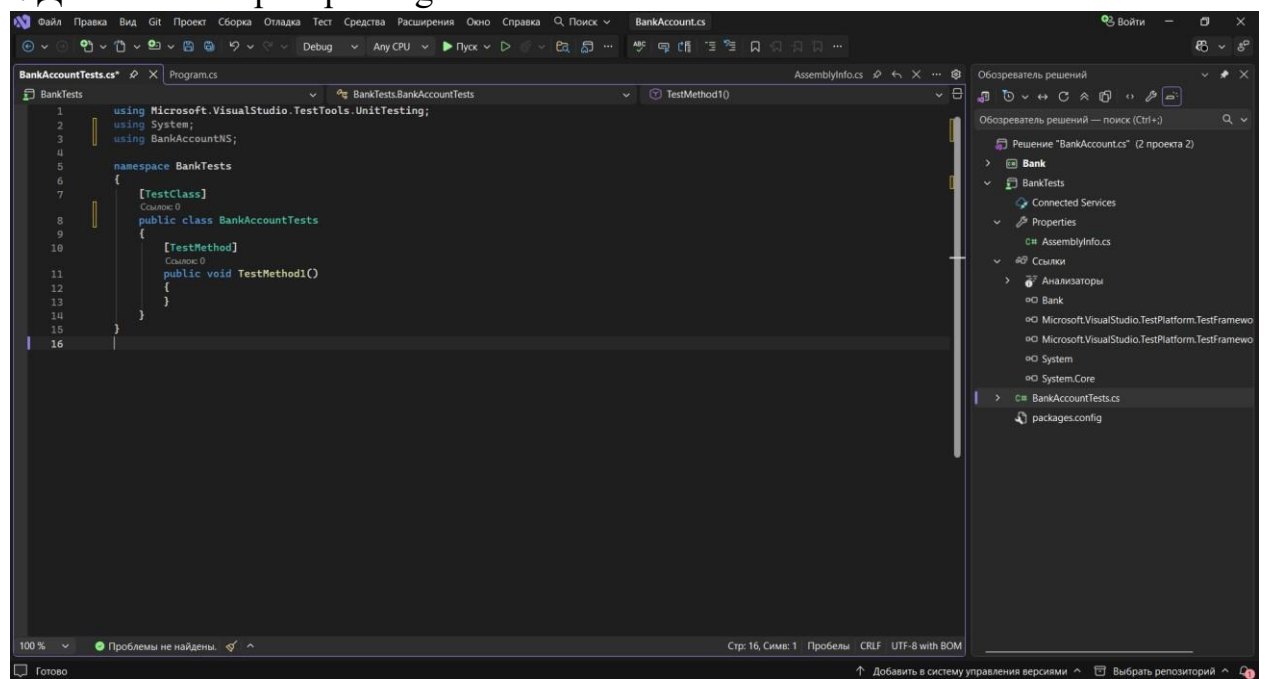 Файл Правка Вид Git Проект Сборка Отладка Тест Средства Расширения Окно Справка Поиск BankAccount.cs Войти
Debug Any CPU Пуск
BankAccountTests.cs* Program.cs AssemblyInfo.cs
BankTests BankTests.BankAccountTests TestMethod1()
1 using Microsoft.VisualStudio.TestTools.UnitTesting;
2 using System;
3 using BankAccountNS;
4
5 namespace BankTests
6 {
7 [TestClass]
Ссылок: 0
8 public class BankAccountTests
9 {
10 [TestMethod]
Ссылок: 0
11 public void TestMethod1()
12 {
13 }
14 }
15 }
16
Обозреватель решений
Обозреватель решений — поиск (Ctrl+;)
Решение "BankAccount.cs" (2 проекта 2)
Bank
BankTests
Connected Services
Properties
C# AssemblyInfo.cs
Ссылки
Анализаторы
Bank
Microsoft.VisualStudio.TestPlatform.TestFramewo
Microsoft.VisualStudio.TestPlatform.TestFramewo
System
System.Core
C# BankAccountTests.cs
packages.config
100 % Проблемы не найдены. Стр: 16, Симв: 1 Пробелы CRLF UTF-8 with BOM
Готово Добавить в систему управления версиями Выбрать репозиторий